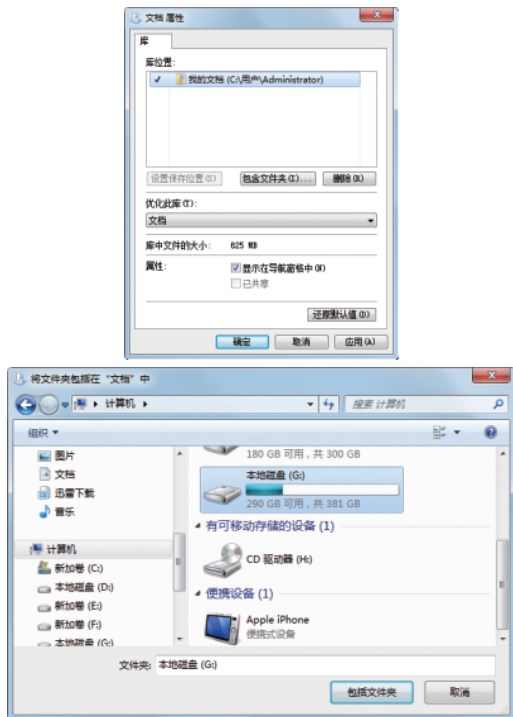 文档 属性
库
库位置:
我的文档 (C:\用户\Administrator)
设置保存位置(S)
包含文件夹(I)...
删除(R)
优化此库(T):
文档
库中文件的大小: 625 MB
属性:
显示在导航窗格中(N)
已共享
还原默认值(D)
确定
取消
应用(A)
将文件夹包括在“文档”中
计算机
搜索 计算机
组织
图片
文档
迅雷下载
音乐
计算机
新加卷 (C:)
本地磁盘 (D:)
新加卷 (E:)
新加卷 (F:)
本地磁盘 (G:)
180 GB 可用，共 300 GB
本地磁盘 (G:)
290 GB 可用，共 381 GB
有可移动存储的设备 (1)
CD 驱动器 (H:)
便携设备 (1)
Apple iPhone
便携式设备
文件夹: 本地磁盘 (G:)
包括文件夹
取消